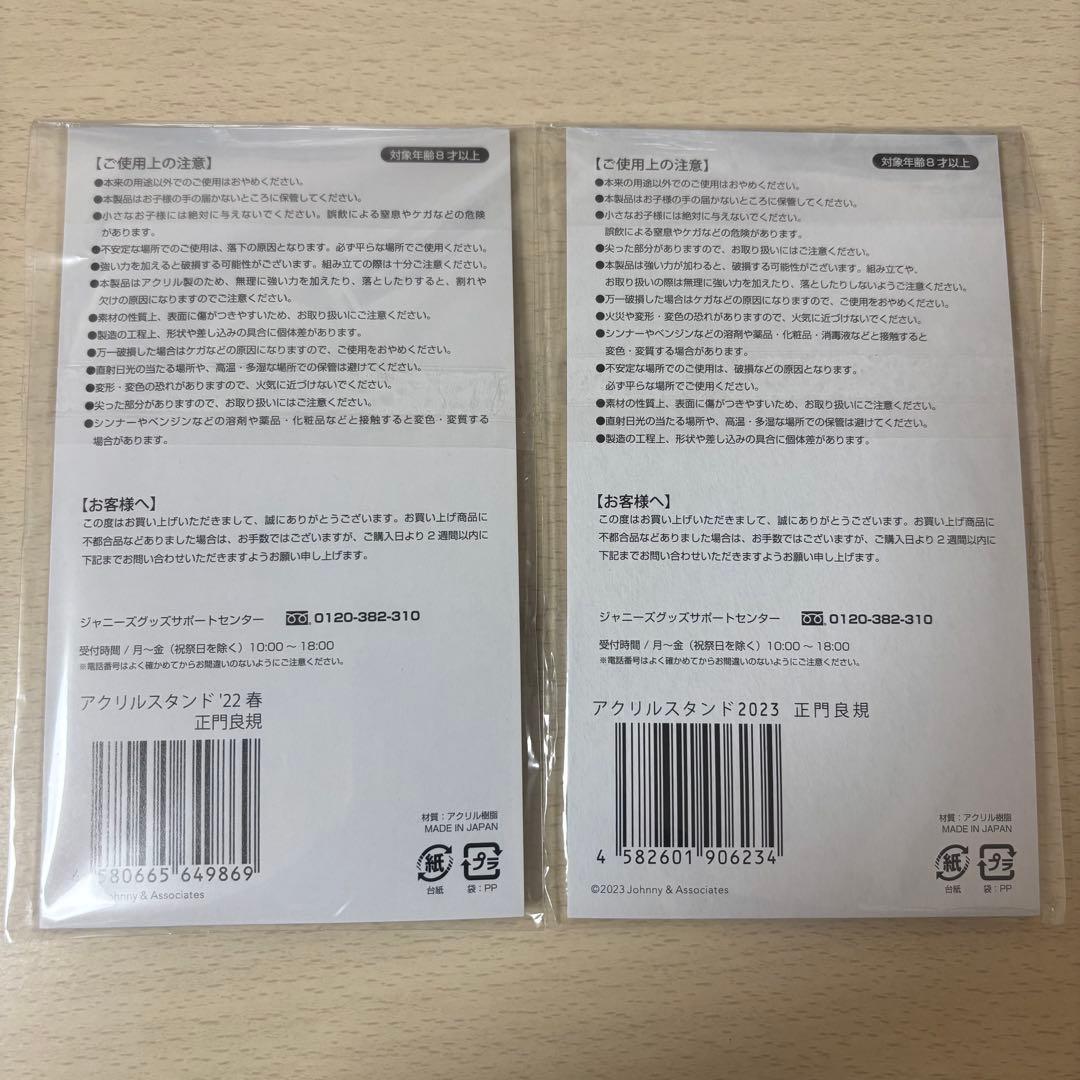 【ご使用上の注意】
対象年齢8才以上
●本来の用途以外でのご使用はおやめください。
●本製品はお子様の手の届かないところに保管してください。
●小さなお子様には絶対に与えないでください。誤飲による窒息やケガなどの危険
があります。
●不安定な場所でのご使用は、落下の原因となります。必ず平らな場所でご使用ください。
●強い力を加えると破損する可能性がございます。組み立ての際は十分ご注意ください。
●本製品はアクリル製のため、無理に強い力を加えたり、落としたりすると、割れや
欠けの原因になりますのでご注意ください。
●素材の性質上、表面に傷がつきやすいため、お取り扱いにはご注意ください。
●製造の工程上、形状や差し込みの具合に個体差があります。
●万一破損した場合はケガなどの原因になりますので、ご使用をおやめください。
●直射日光の当たる場所や、高温・多湿な場所での保管は避けてください。
●変形・変色の恐れがありますので、火気に近づけないでください。
●尖った部分がありますので、お取り扱いにはご注意ください。
●シンナーやベンジンなどの溶剤や薬品・化粧品などと接触すると変色・変質する
場合があります。
【お客様へ】
この度はお買い上げいただきまして、誠にありがとうございます。お買い上げ商品に
不都合品などありました場合は、お手数ではございますが、ご購入日より2週間以内に
下記までお問い合わせいただきますようお願い申し上げます。
ジャニーズグッズサポートセンター 0120-382-310
受付時間 / 月〜金（祝祭日を除く）10:00 〜 18:00
※電話番号はよく確かめてからお間違いのないようにご注意ください。
アクリルスタンド '22 春
正門良規
材質：アクリル樹脂
MADE IN JAPAN
580665 649869
紙
プラ
台紙
袋：PP
Johnny & Associates
【ご使用上の注意】
対象年齢8才以上
●本来の用途以外でのご使用はおやめください。
●本製品はお子様の手の届かないところに保管してください。
●小さなお子様には絶対に与えないでください。
誤飲による窒息やケガなどの危険があります。
●尖った部分がありますので、お取り扱いにはご注意ください。
●本製品は強い力が加わると、破損する可能性がございます。組み立てや、
お取り扱いの際は無理に強い力を加えたり、落としたりしないようご注意ください。
●万一破損した場合はケガなどの原因になりますので、ご使用をおやめください。
●火災や変形・変色の恐れがありますので、火気に近づけないでください。
●シンナーやベンジンなどの溶剤や薬品・化粧品・消毒液などと接触すると
変色・変質する場合があります。
●不安定な場所でのご使用は、破損などの原因となります。
必ず平らな場所でご使用ください。
●素材の性質上、表面に傷がつきやすいため、お取り扱いにはご注意ください。
●直射日光の当たる場所や、高温・多湿な場所での保管は避けてください。
●製造の工程上、形状や差し込みの具合に個体差があります。
【お客様へ】
この度はお買い上げいただきまして、誠にありがとうございます。お買い上げ商品に
不都合品などありました場合は、お手数ではございますが、ご購入日より2週間以内に
下記までお問い合わせいただきますようお願い申し上げます。
ジャニーズグッズサポートセンター 0120-382-310
受付時間 / 月〜金（祝祭日を除く）10:00 〜 18:00
※電話番号はよく確かめてからお間違いのないようにご注意ください。
アクリルスタンド2023 正門良規
材質：アクリル樹脂
MADE IN JAPAN
4 582601 906234
紙
プラ
台紙
袋：PP
©2023 Johnny & Associates